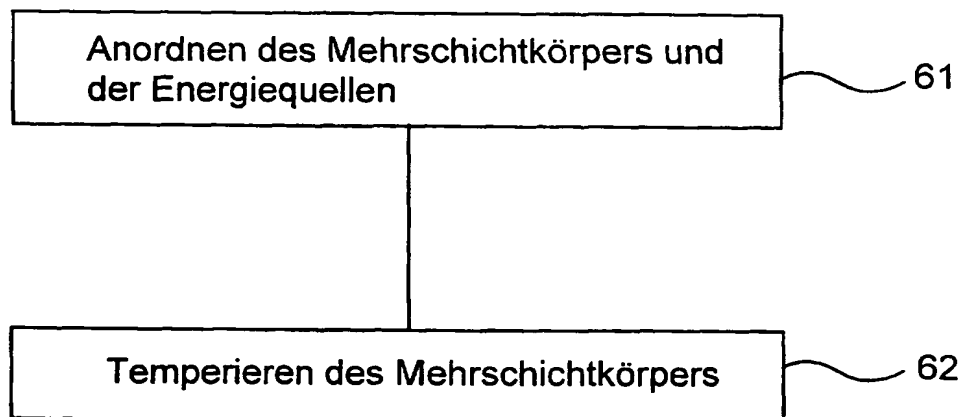 Anordnen des Mehrschichtkörpers und
der Energiequellen
61
Temperieren des Mehrschichtkörpers
62